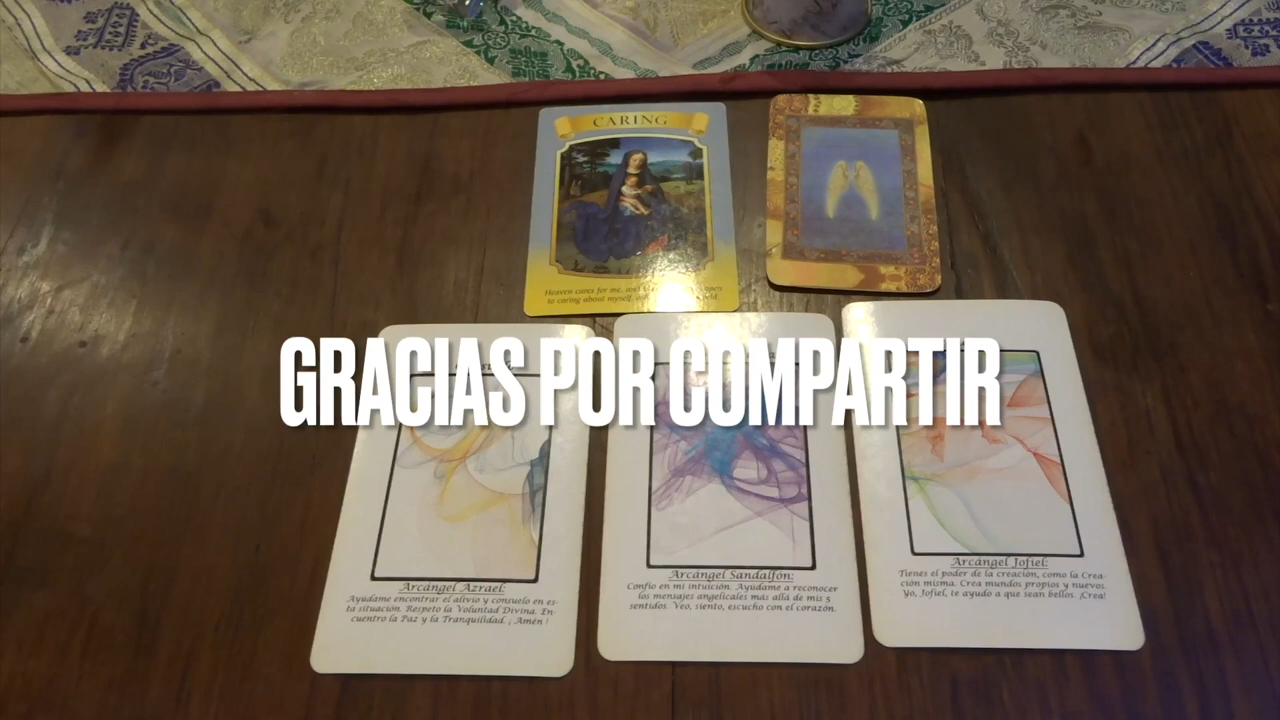 CARING
Heaven cares for me, and
to caring about myself,
GRACIAS POR COMPARTIR
Arcángel Azrael:
Ayúdame encontrar el alivio y consuelo en es-
ta situación. Respeto la Voluntad Divina. En-
cuentro la Paz y la Tranquilidad. ¡ Amén !
Arcángel Sandalfón:
Confío en mi intuición. Ayúdame a reconocer
los mensajes angelicales más allá de mis 5
sentidos. Veo, siento, escucho con el corazón.
Arcángel Jofiel:
Tienes el poder de la creación, como la Crea-
ción misma. Crea mundos propios y nuevos.
Yo, Jofiel, te ayudo a que sean bellos. ¡Crea!